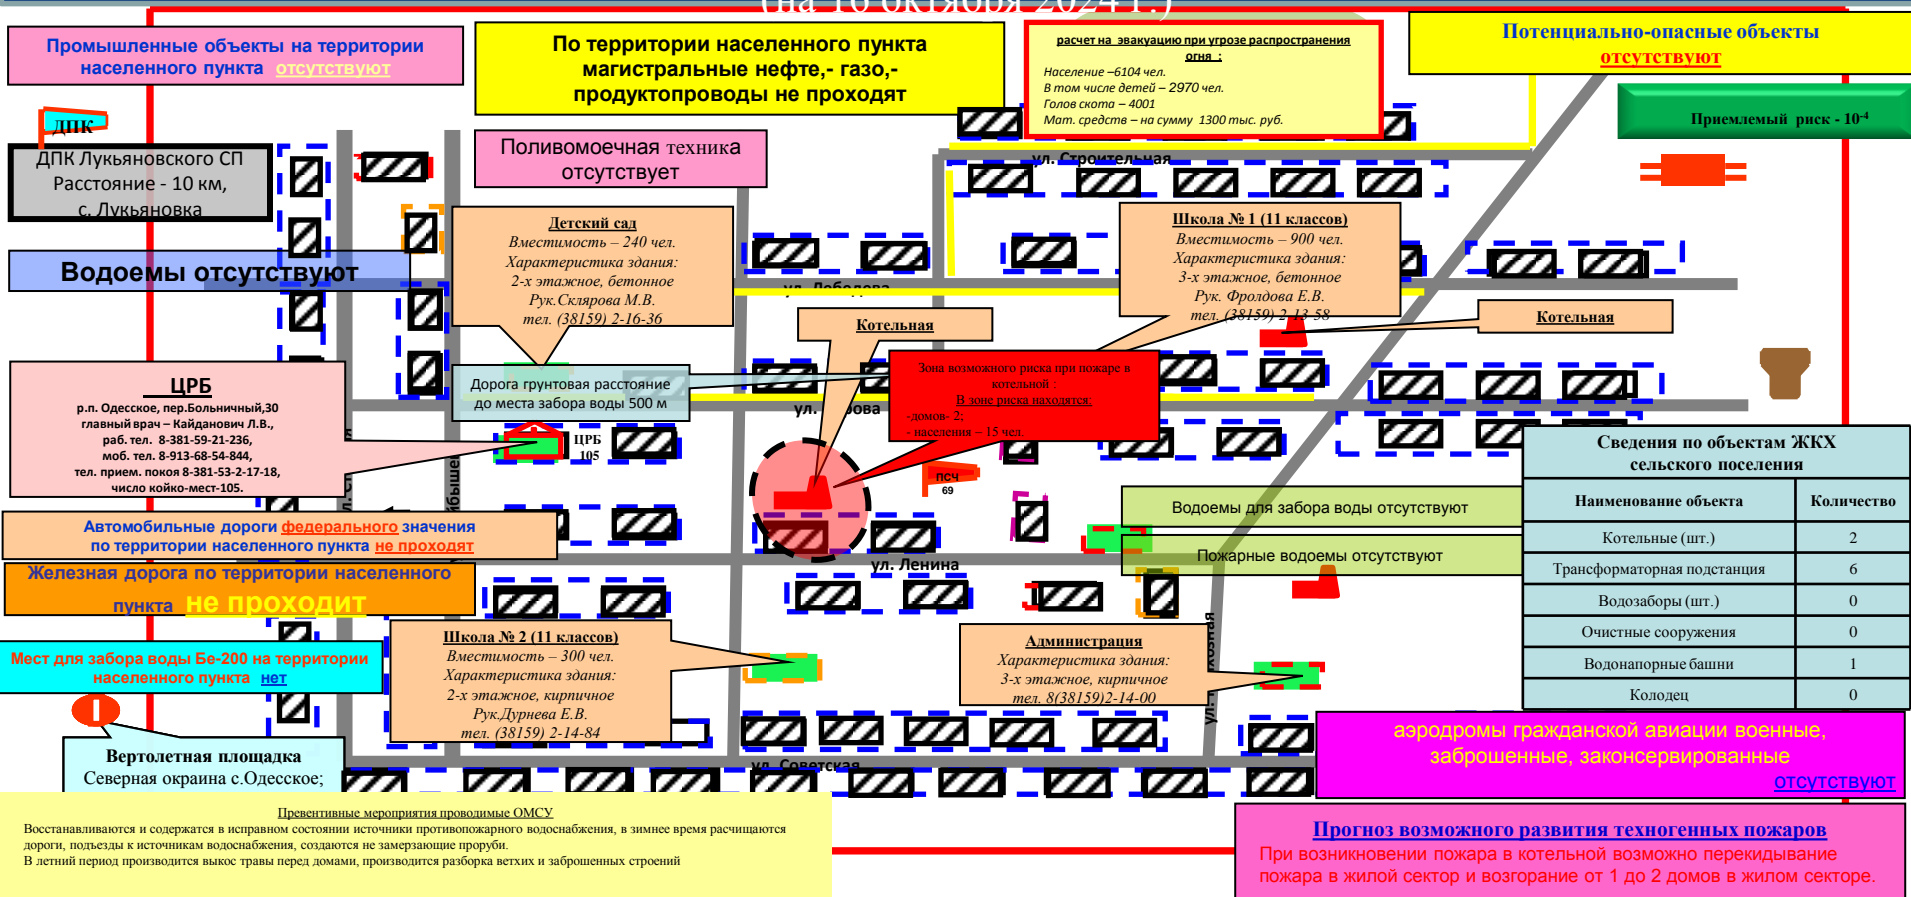 (на 16 октября 2024 г.)
Промышленные объекты на территории
населенного пункта отсутствуют
По территории населенного пункта
магистральные нефте,- газо,-
продуктопроводы не проходят
расчет на эвакуацию при угрозе распространения
огня :
Население –6104 чел.
В том числе детей – 2970 чел.
Голов скота – 4001
Мат. средств – на сумму 1300 тыс. руб.
Потенциально-опасные объекты
отсутствуют
Приемлемый риск - 10-4
ДПК
ДПК Лукьяновского СП
Расстояние - 10 км,
с. Лукьяновка
Поливомоечная техника
отсутствует
ул. Строительная
Детский сад
Вместимость – 240 чел.
Характеристика здания:
2-х этажное, бетонное
Рук.Склярова М.В.
тел. (38159) 2-16-36
Школа № 1 (11 классов)
Вместимость – 900 чел.
Характеристика здания:
3-х этажное, бетонное
Рук. Фролдова Е.В.
тел. (38159) 2-13-58
Водоемы отсутствуют
ул. Лебедева
Котельная
Котельная
ЦРБ
р.п. Одесское, пер.Больничный,30
главный врач – Кайданович Л.В.,
раб. тел. 8-381-59-21-236,
моб. тел. 8-913-68-54-844,
тел. прием. покоя 8-381-53-2-17-18,
число койко-мест-105.
Дорога грунтовая расстояние
до места забора воды 500 м
Зона возможного риска при пожаре в
котельной :
В зоне риска находятся:
-домов- 2;
- населения – 15 чел.
ЦРБ
105
ПСЧ
69
Сведения по объектам ЖКХ
сельского поселения
Наименование объекта Количество
Котельные (шт.) 2
Трансформаторная подстанция 6
Водозаборы (шт.) 0
Очистные сооружения 0
Водонапорные башни 1
Колодец 0
Водоемы для забора воды отсутствуют
Пожарные водоемы отсутствуют
Автомобильные дороги федерального значения
по территории населенного пункта не проходят
ул. Ленина
Железная дорога по территории населенного
пункта не проходит
Мест для забора воды Бе-200 на территории
населенного пункта нет
Школа № 2 (11 классов)
Вместимость – 300 чел.
Характеристика здания:
2-х этажное, кирпичное
Рук.Дурнева Е.В.
тел. (38159) 2-14-84
Администрация
Характеристика здания:
3-х этажное, кирпичное
тел. 8(38159)2-14-00
Вертолетная площадка
Северная окраина с.Одесское;
ул. Советская
аэродромы гражданской авиации военные,
заброшенные, законсервированные
отсутствуют
Превентивные мероприятия проводимые ОМСУ
Восстанавливаются и содержатся в исправном состоянии источники противопожарного водоснабжения, в зимнее время расчищаются
дороги, подъезды к источникам водоснабжения, создаются не замерзающие проруби.
В летний период производится выкос травы перед домами, производится разборка ветхих и заброшенных строений
Прогноз возможного развития техногенных пожаров
При возникновении пожара в котельной возможно перекидывание
пожара в жилой сектор и возгорание от 1 до 2 домов в жилом секторе.